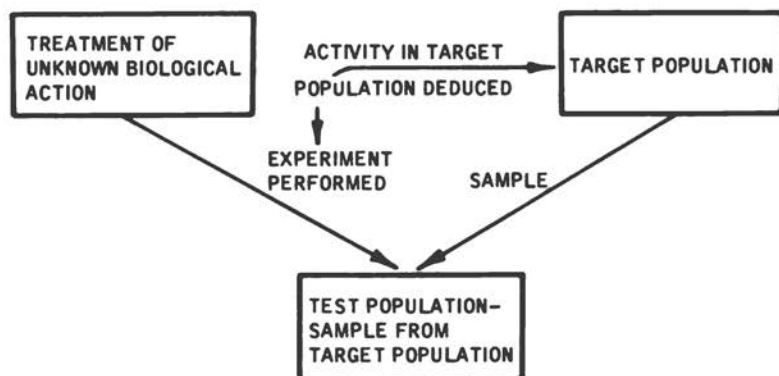 TREATMENT OF
UNKNOWN BIOLOGICAL
ACTION
ACTIVITY IN TARGET
POPULATION DEDUCED
TARGET POPULATION
EXPERIMENT
PERFORMED
SAMPLE
TEST POPULATION–
SAMPLE FROM
TARGET POPULATION